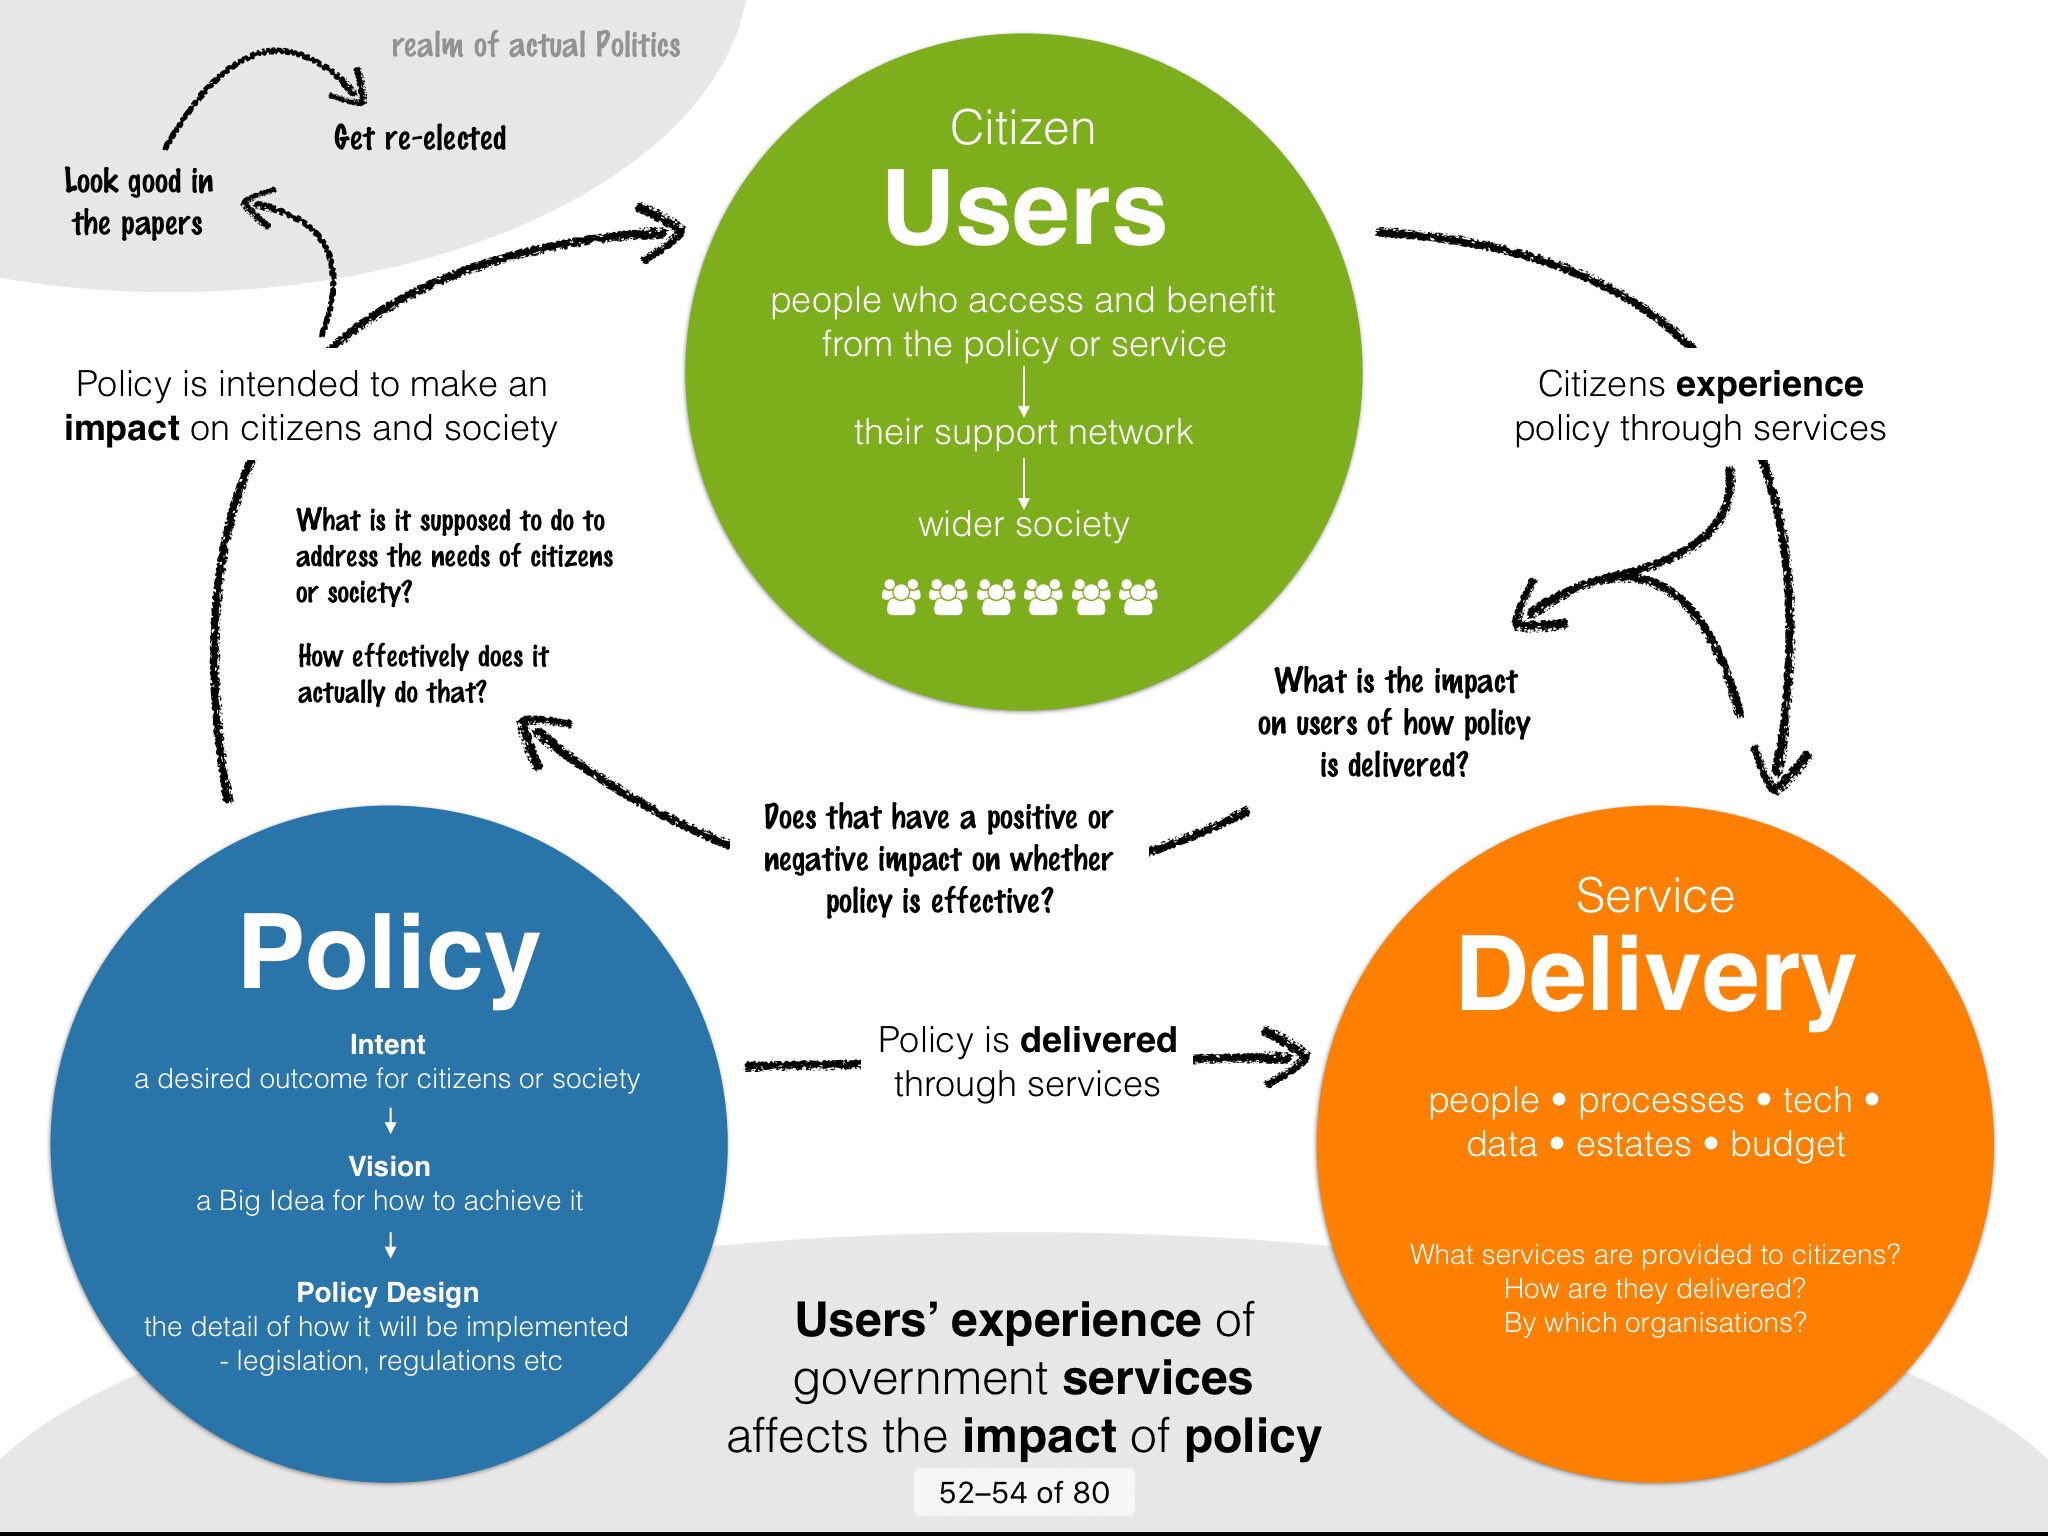 realm of actual Politics
Get re-elected
Look good in
the papers
Citizen
Users
people who access and benefit
from the policy or service
their support network
wider society
Policy is intended to make an
impact on citizens and society
Citizens experience
policy through services
What is it supposed to do to
address the needs of citizens
or society?
How effectively does it
actually do that?
What is the impact
on users of how policy
is delivered?
Does that have a positive or
negative impact on whether
policy is effective?
Policy
Intent
a desired outcome for citizens or society
Vision
a Big Idea for how to achieve it
Policy Design
the detail of how it will be implemented
- legislation, regulations etc
Policy is delivered
through services
Service
Delivery
people • processes • tech •
data • estates • budget
What services are provided to citizens?
How are they delivered?
By which organisations?
Users’ experience of
government services
affects the impact of policy
52–54 of 80